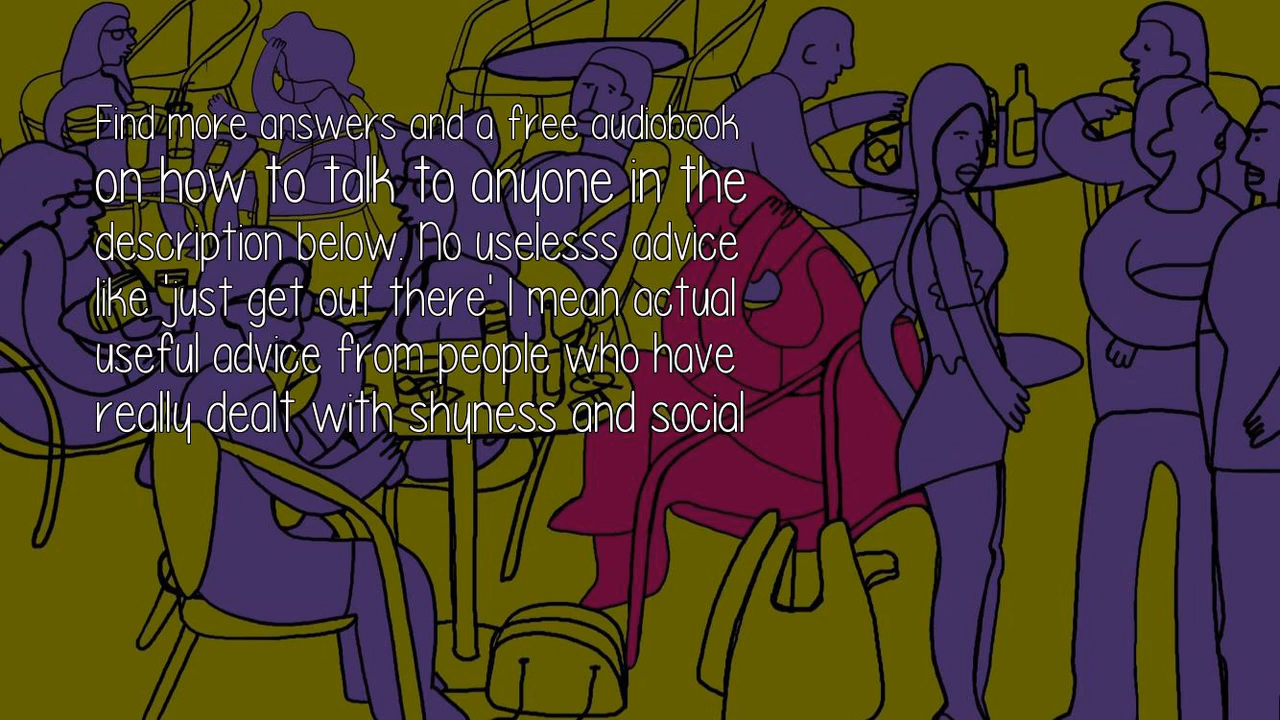 Find more answers and a free audiobook
on how to talk to anyone in the
description below. No uselesss advice
like 'just get out there' I mean actual
useful advice from people who have
really dealt with shyness and social